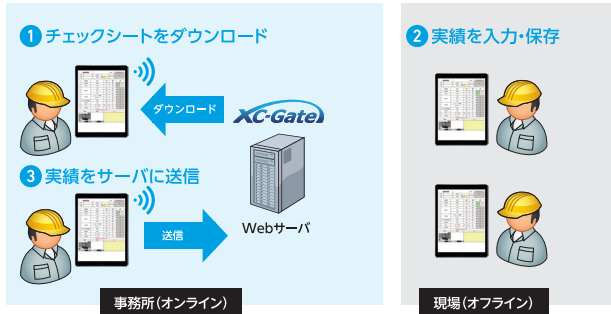 1 チェックシートをダウンロード
ダウンロード
XC-Gate
3 実績をサーバに送信
送信
Webサーバ
事務所(オンライン)
2 実績を入力・保存
現場(オフライン)